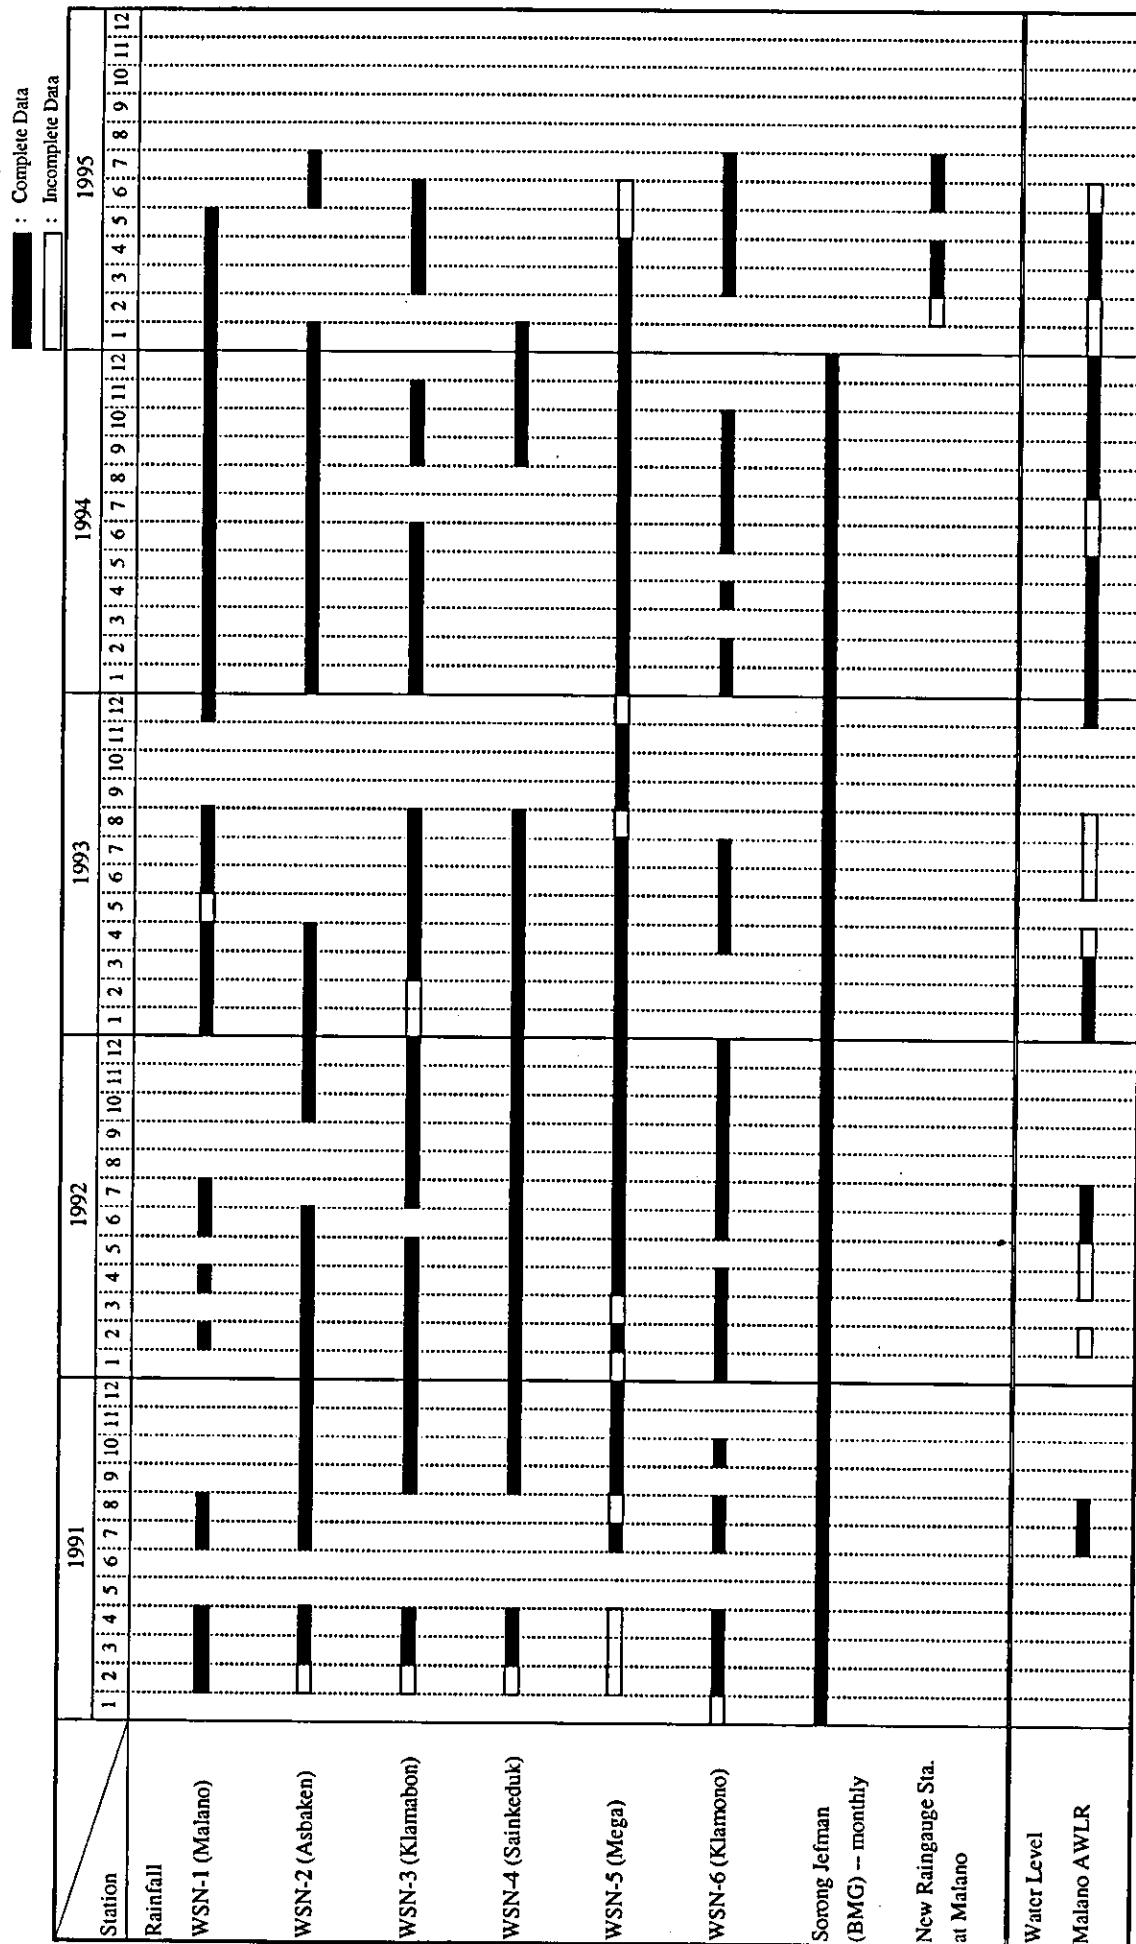 : Complete Data
: Incomplete Data
Station
1991 1992 1993 1994 1995
1 2 3 4 5 6 7 8 9 10 11 12 1 2 3 4 5 6 7 8 9 10 11 12 1 2 3 4 5 6 7 8 9 10 11 12 1 2 3 4 5 6 7 8 9 10 11 12 1 2 3 4 5 6 7 8 9 10 11 12
Rainfall
WSN-1 (Malano)
WSN-2 (Asbaken)
WSN-3 (Klamabon)
WSN-4 (Sainkeduk)
WSN-5 (Mega)
WSN-6 (Klamono)
Sorong Jefman
(BMG) -- monthly
New Raingauge Sta.
at Malano
Water Level
Malano AWLR